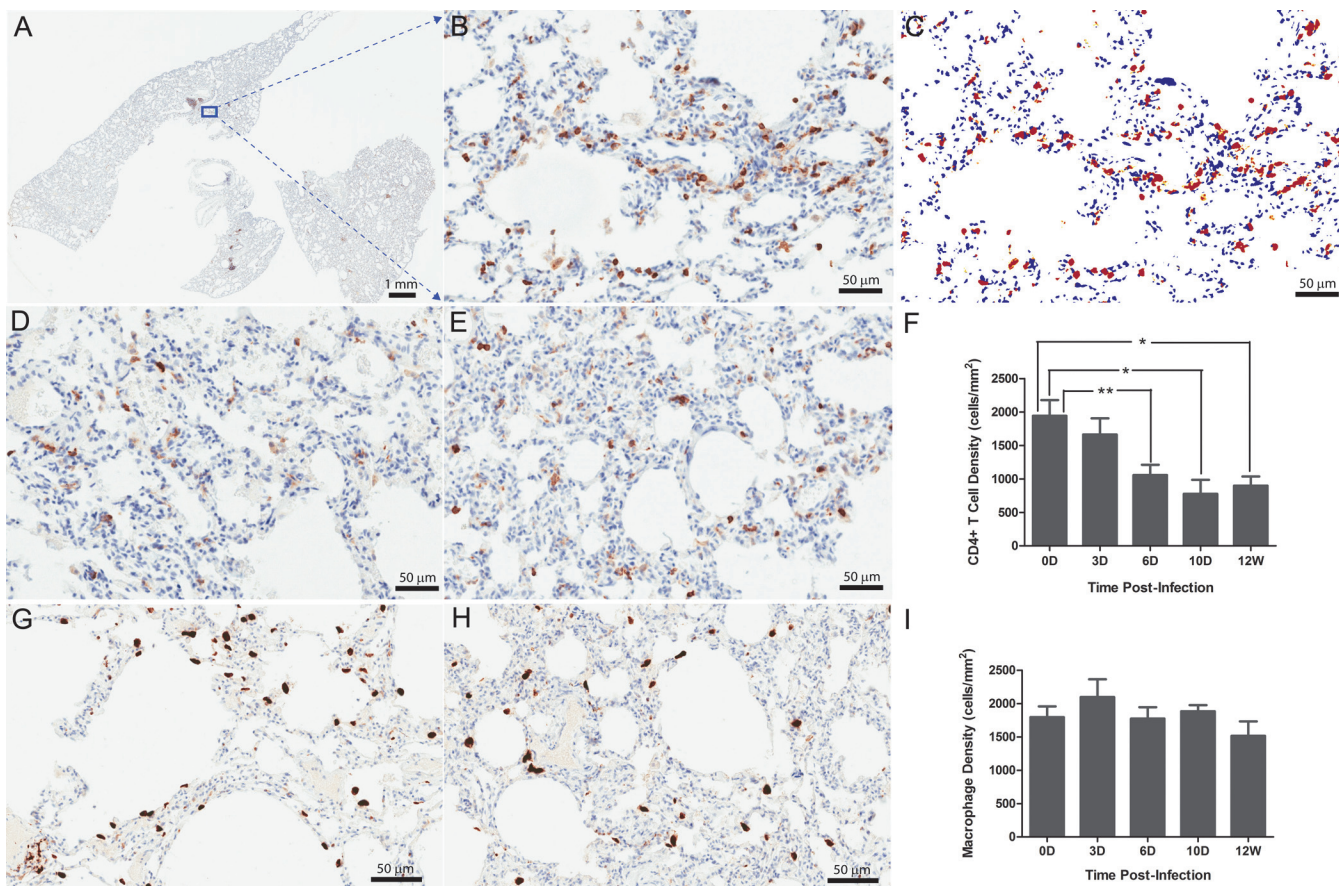 A
1 mm
B
50 μm
C
50 μm
D
50 μm
E
50 μm
F
*
*
**
2500
2000
1500
1000
500
0
CD4+ T Cell Density (cells/mm²)
0D 3D 6D 10D 12W
Time Post-Infection
G
50 μm
H
50 μm
I
2500
2000
1500
1000
500
0
Macrophage Density (cells/mm²)
0D 3D 6D 10D 12W
Time Post-Infection